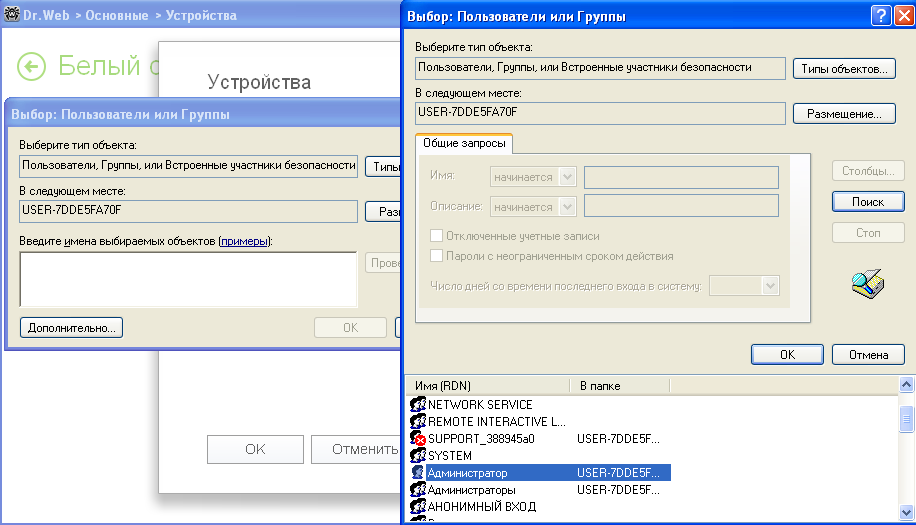 Dr.Web > Основные > Устройства
Белый с
Устройства
Выбор: Пользователи или Группы
Выберите тип объекта:
Пользователи, Группы, или Встроенные участники безопасности
Типы
В следующем месте:
USER-7DDE5FA70F
Разм
Введите имена выбираемых объектов (примеры):
Прове
Дополнительно...
OK
OK
Отменить
Выбор: Пользователи или Группы
Выберите тип объекта:
Пользователи, Группы, или Встроенные участники безопасности
Типы объектов...
В следующем месте:
USER-7DDE5FA70F
Размещение...
Общие запросы
Имя:
начинается
Описание:
начинается
Отключенные учетные записи
Пароли с неограниченным сроком действия
Число дней со времени последнего входа в систему:
Столбцы...
Поиск
Стоп
OK
Отмена
Имя (RDN) В папке
NETWORK SERVICE
REMOTE INTERACTIVE L...
SUPPORT_388945a0 USER-7DDE5F...
SYSTEM
Администратор USER-7DDE5F...
Администраторы USER-7DDE5F...
АНОНИМНЫЙ ВХОД